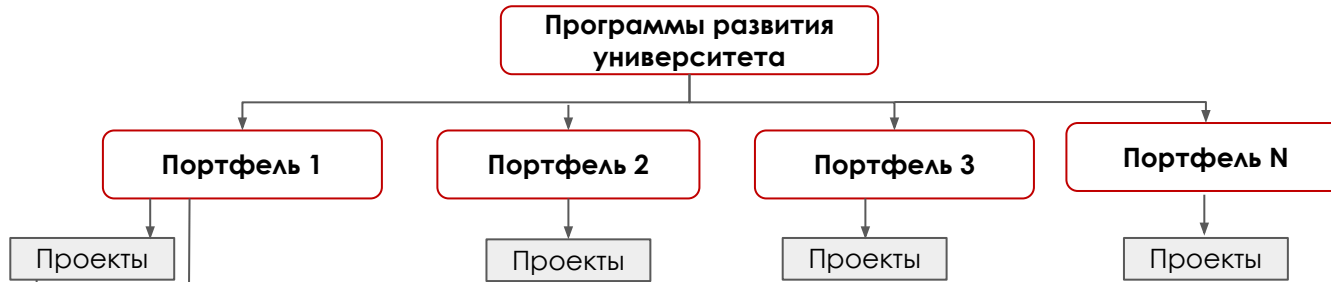 Программы развития
университета
Портфель 1
Портфель 2
Портфель 3
Портфель N
Проекты
Проекты
Проекты
Проекты